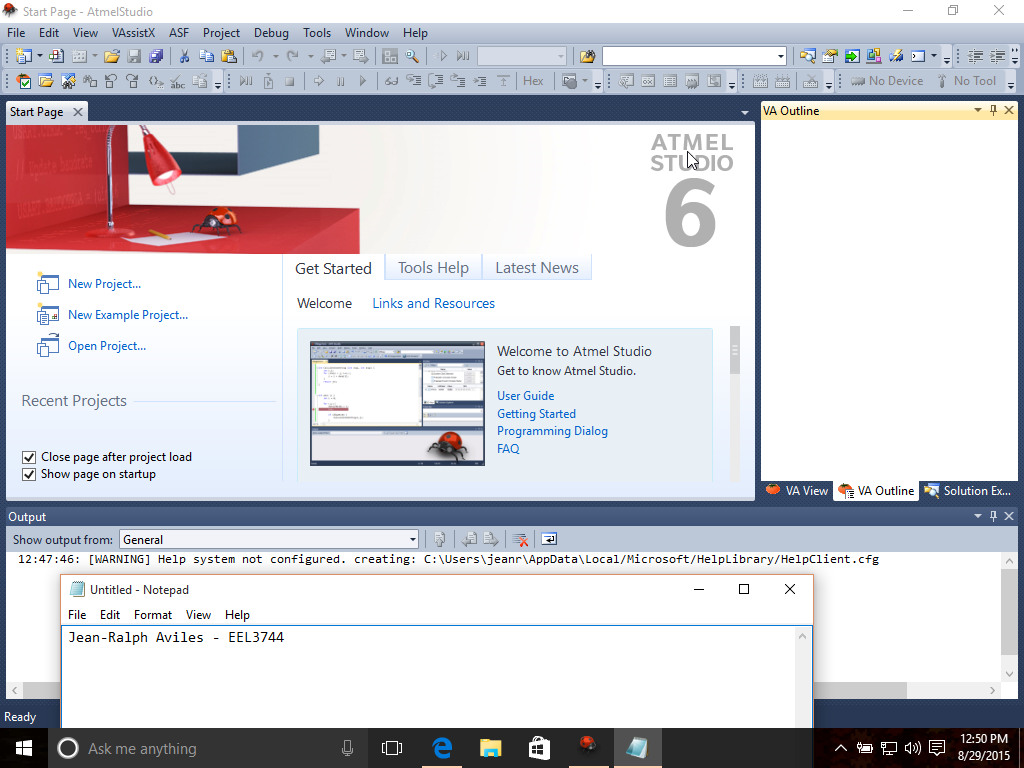 Start Page - AtmelStudio
File Edit View VAssistX ASF Project Debug Tools Window Help
Hex No Device No Tool
Start Page
VA Outline
ATMEL
STUDIO
6
Get Started Tools Help Latest News
Welcome Links and Resources
New Project...
New Example Project...
Open Project...
Recent Projects
Close page after project load
Show page on startup
Welcome to Atmel Studio
Get to know Atmel Studio.
User Guide
Getting Started
Programming Dialog
FAQ
VA View VA Outline Solution Ex...
Output
Show output from: General
12:47:46: [WARNING] Help system not configured. creating: C:\Users\jeanr\AppData\Local/Microsoft/HelpLibrary/HelpClient.cfg
Untitled - Notepad
File Edit Format View Help
Jean-Ralph Aviles - EEL3744
Ready
Ask me anything
12:50 PM
8/29/2015